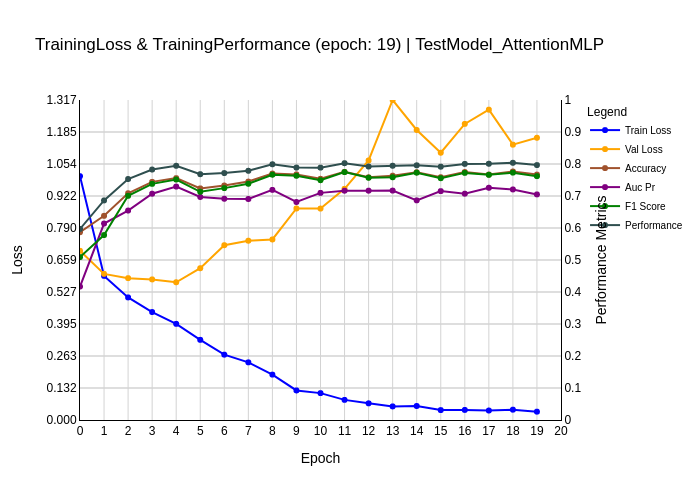 TrainingLoss & TrainingPerformance (epoch: 19) | TestModel_AttentionMLP
1.317
1.185
1.054
0.922
0.790
0.659
0.527
0.395
0.263
0.132
0.000
Loss
1
0.9
0.8
0.7
0.6
0.5
0.4
0.3
0.2
0.1
0
Performance Metrics
Legend
Train Loss
Val Loss
Accuracy
Auc Pr
F1 Score
Performance
0 1 2 3 4 5 6 7 8 9 10 11 12 13 14 15 16 17 18 19 20
Epoch